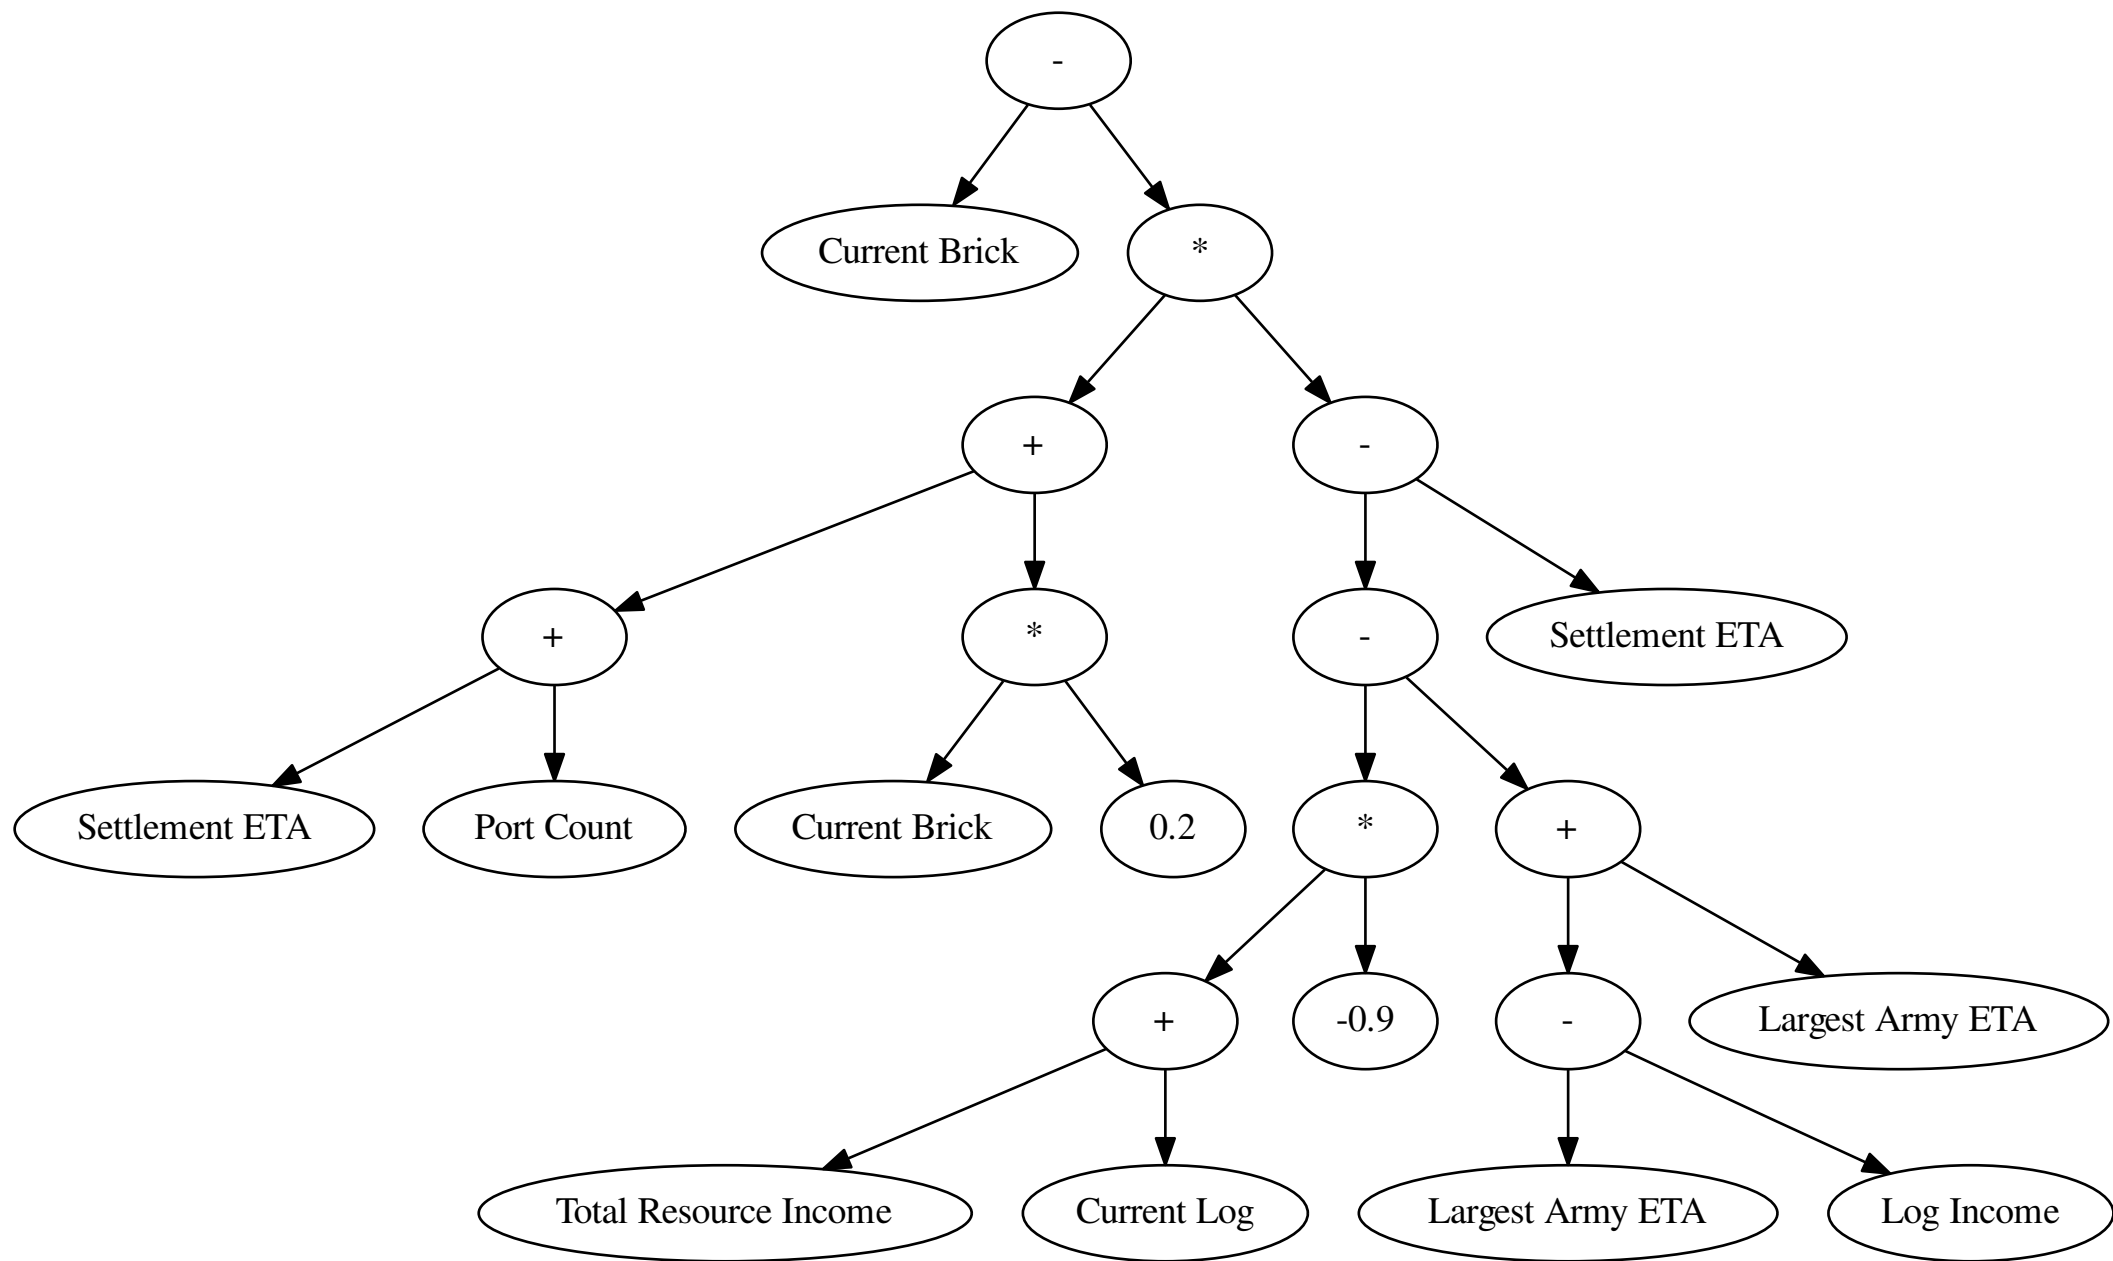 -
Current Brick
*
+
-
+
*
-
Settlement ETA
Settlement ETA
Port Count
Current Brick
0.2
*
+
+
-0.9
-
Largest Army ETA
Total Resource Income
Current Log
Largest Army ETA
Log Income